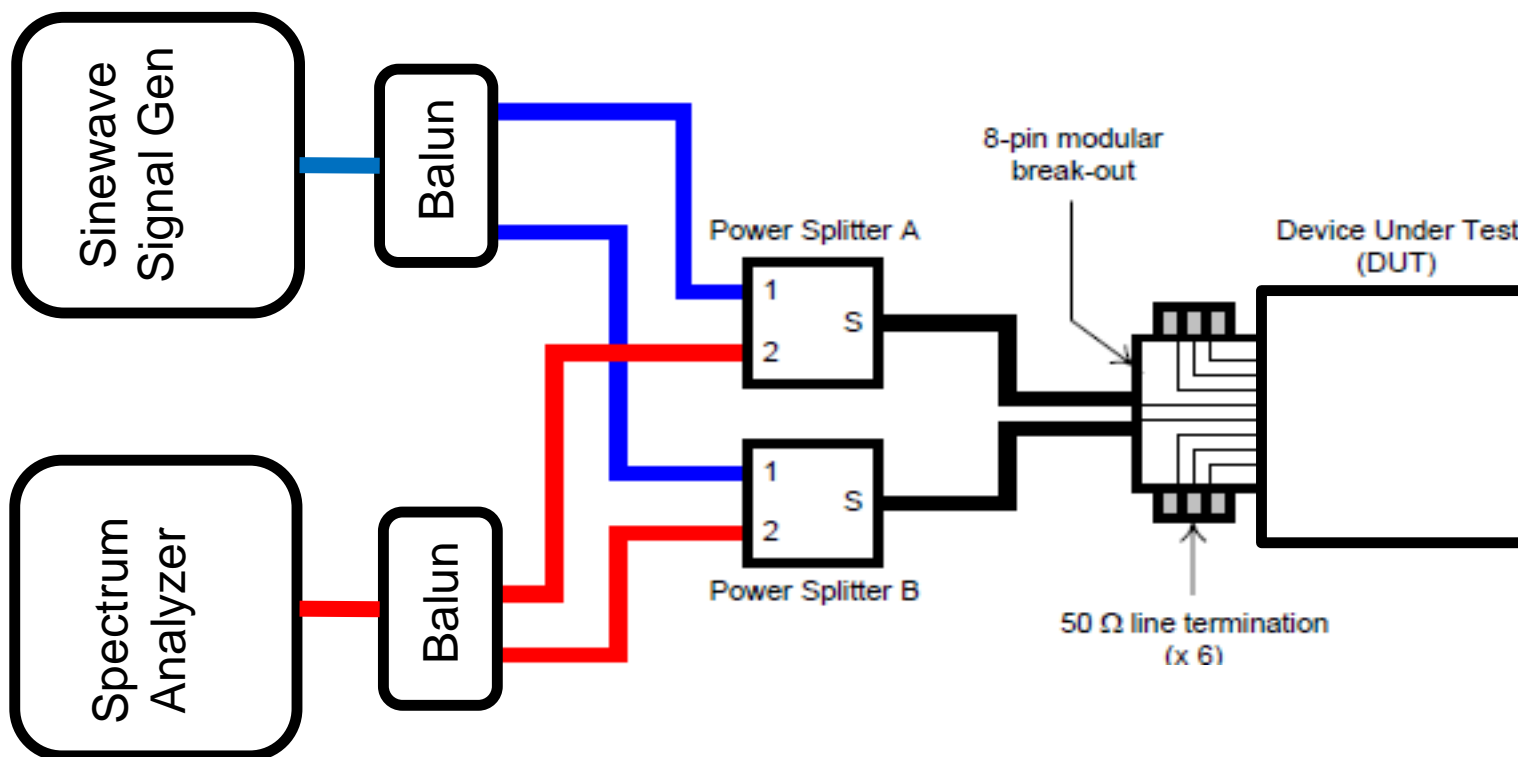 Sinewave
Signal Gen
Balun
8-pin modular
break-out
Power Splitter A
1
S
2
Device Under Test
(DUT)
Spectrum
Analyzer
Balun
1
S
2
Power Splitter B
50 Ω line termination
(x 6)